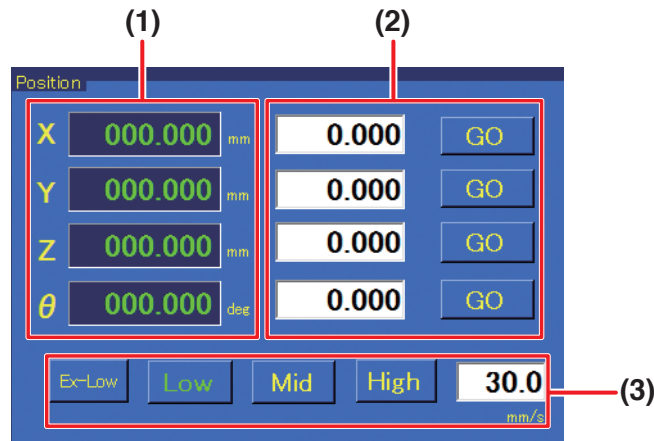 (1) (2)
Position
X 000.000 mm 0.000 GO
Y 000.000 mm 0.000 GO
Z 000.000 mm 0.000 GO
θ 000.000 deg 0.000 GO
Ex-Low Low Mid High 30.0 (3)
mm/s